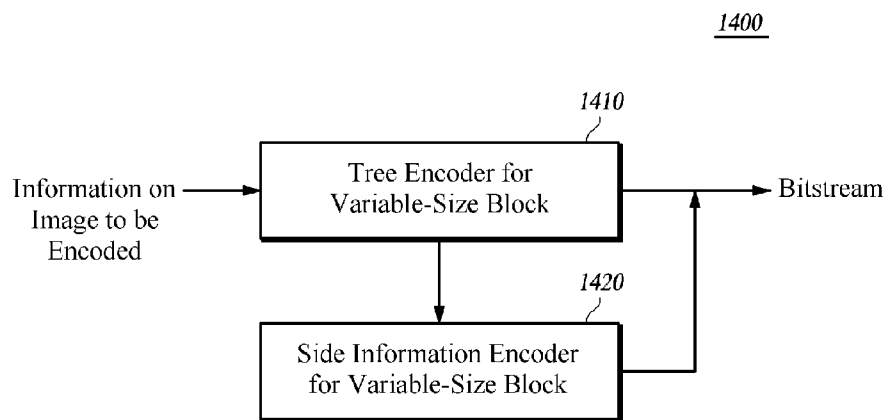 1400
1410
Tree Encoder for
Variable-Size Block
Information on
Image to be
Encoded
Bitstream
1420
Side Information Encoder
for Variable-Size Block